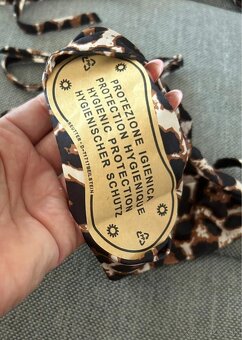 PROTEZIONE IGIENICA
PROTECTION HYGIENIQUE
HYGIENIC PROTECTION
HYGIENISCHER SCHUTZ